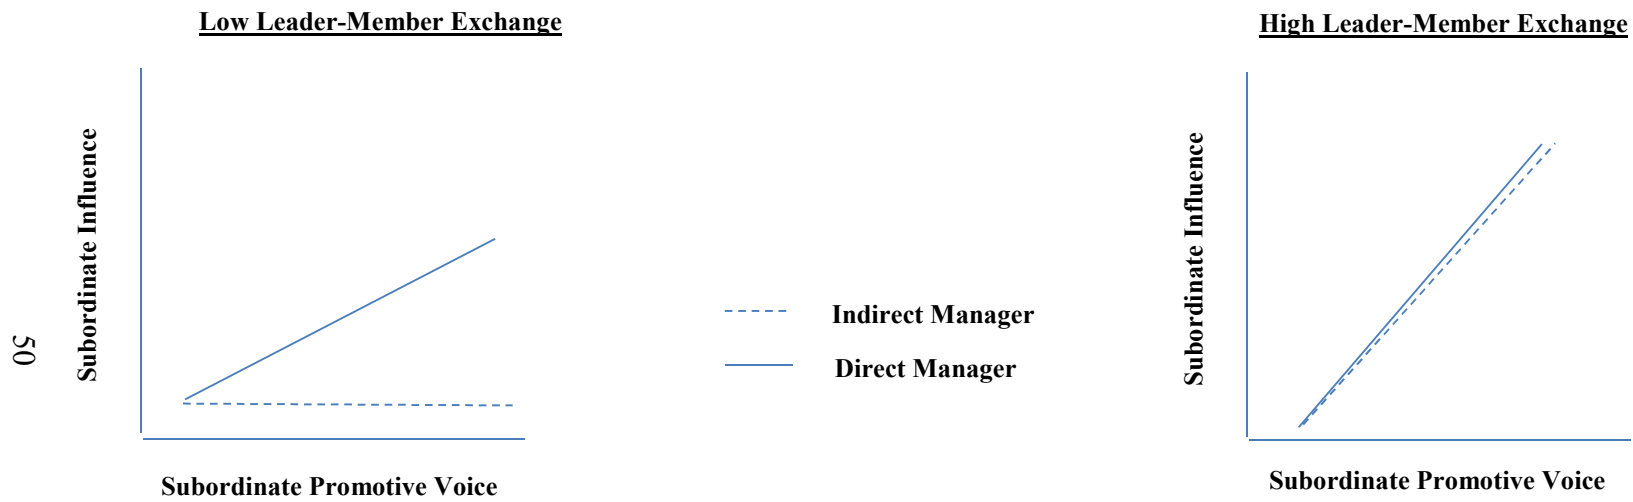 Low Leader-Member Exchange
Subordinate Influence
Subordinate Promotive Voice
Indirect Manager
Direct Manager
High Leader-Member Exchange
Subordinate Influence
Subordinate Promotive Voice
50